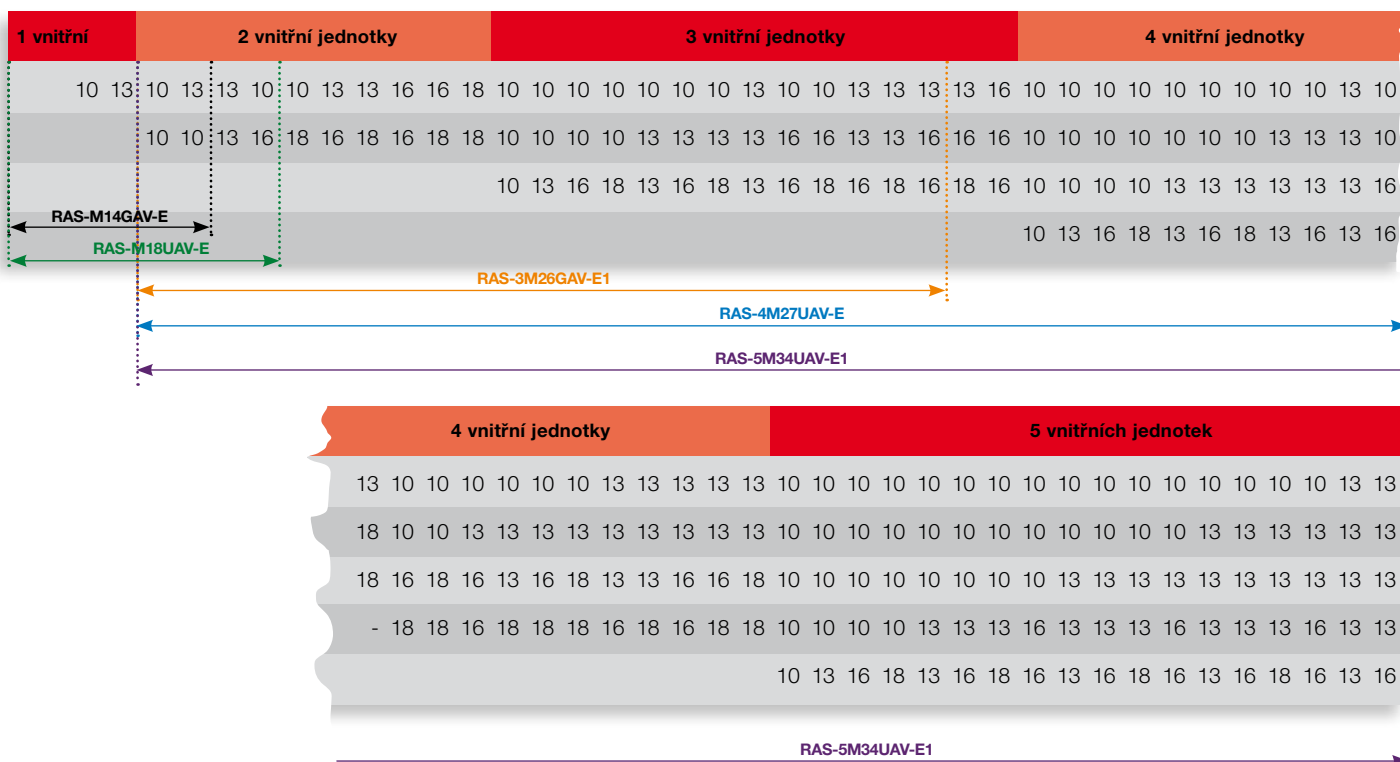 1 vnitřní 2 vnitřní jednotky 3 vnitřní jednotky 4 vnitřní jednotky
10 13 10 13 13 10 10 13 13 16 16 18 10 10 10 10 10 10 10 13 10 10 13 13 13 13 16 10 10 10 10 10 10 10 10 10 13 10
10 10 13 16 18 16 18 16 18 18 10 10 10 10 13 13 13 13 16 16 13 13 16 16 16 10 10 10 10 10 10 10 13 13 13 10
10 13 16 18 13 16 18 13 16 18 16 18 16 18 16 10 10 10 10 13 13 13 13 13 13 16
10 13 16 18 13 16 18 13 16 13 16
RAS-M14GAV-E
RAS-M18UAV-E
RAS-3M26GAV-E1
RAS-4M27UAV-E
RAS-5M34UAV-E1
4 vnitřní jednotky 5 vnitřních jednotek
13 10 10 10 10 10 10 13 13 13 13 13 10 10 10 10 10 10 10 10 10 10 10 10 10 10 10 10 13 13
18 10 10 13 13 13 13 13 13 13 13 13 10 10 10 10 10 10 10 10 10 10 10 10 13 13 13 13 13 13
18 16 18 16 13 16 18 13 13 16 16 18 10 10 10 10 10 10 10 10 13 13 13 13 13 13 13 13 13 13
- 18 18 16 18 18 18 16 18 16 18 18 10 10 10 10 13 13 13 16 13 13 13 16 13 13 13 16 13 13
10 13 16 18 13 16 18 16 13 16 18 16 13 16 18 16 13 16
RAS-5M34UAV-E1